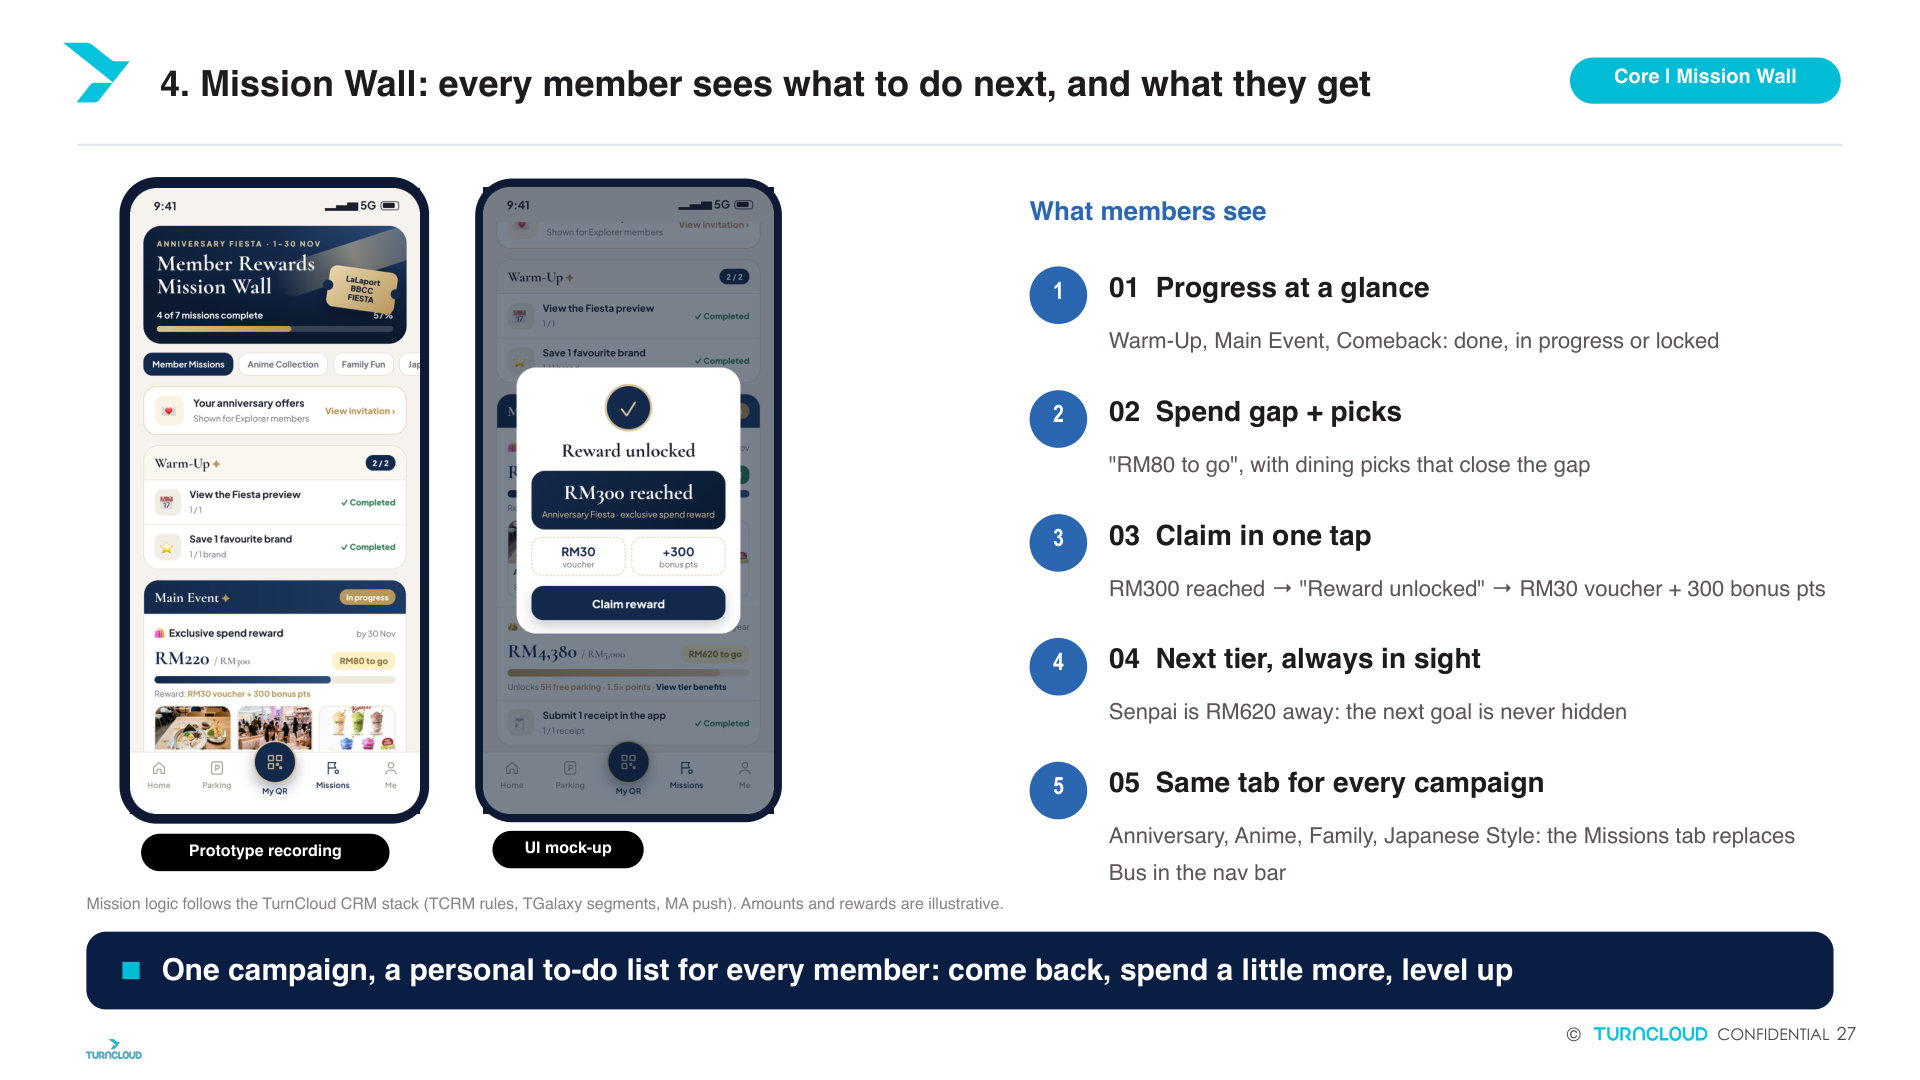 4. Mission Wall: every member sees what to do next, and what they get
Core | Mission Wall
9:41
5G
ANNIVERSARY FIESTA · 1–30 NOV
Member Rewards
Mission Wall
LaLaport
BBCC
FIESTA
4 of 7 missions complete
57%
Member Missions
Anime Collection
Family Fun
Jap
Your anniversary offers
Shown for Explorer members
View invitation ›
Warm-Up
2/2
View the Fiesta preview
1/1
✓ Completed
Save 1 favourite brand
1/1 brand
✓ Completed
Main Event
In progress
Exclusive spend reward
by 30 Nov
RM220 / RM300
RM80 to go
Reward: RM30 voucher + 300 bonus pts
Home
Parking
My QR
Missions
Me
Prototype recording
9:41
5G
Shown for Explorer members
View invitation ›
Warm-Up
2/2
View the Fiesta preview
1/1
✓ Completed
Save 1 favourite brand
✓ Completed
Reward unlocked
RM300 reached
Anniversary Fiesta · exclusive spend reward
RM30
voucher
+300
bonus pts
Claim reward
RM4,380 / RM5,000
RM620 to go
Unlocks 5H free parking · 1.5× points · View tier benefits
Submit 1 receipt in the app
1/1 receipt
✓ Completed
Home
Parking
My QR
Missions
Me
UI mock-up
What members see
1
01 Progress at a glance
Warm-Up, Main Event, Comeback: done, in progress or locked
2
02 Spend gap + picks
"RM80 to go", with dining picks that close the gap
3
03 Claim in one tap
RM300 reached → "Reward unlocked" → RM30 voucher + 300 bonus pts
4
04 Next tier, always in sight
Senpai is RM620 away: the next goal is never hidden
5
05 Same tab for every campaign
Anniversary, Anime, Family, Japanese Style: the Missions tab replaces
Bus in the nav bar
Mission logic follows the TurnCloud CRM stack (TCRM rules, TGalaxy segments, MA push). Amounts and rewards are illustrative.
One campaign, a personal to-do list for every member: come back, spend a little more, level up
TURNCLOUD
© TURNCLOUD CONFIDENTIAL 27